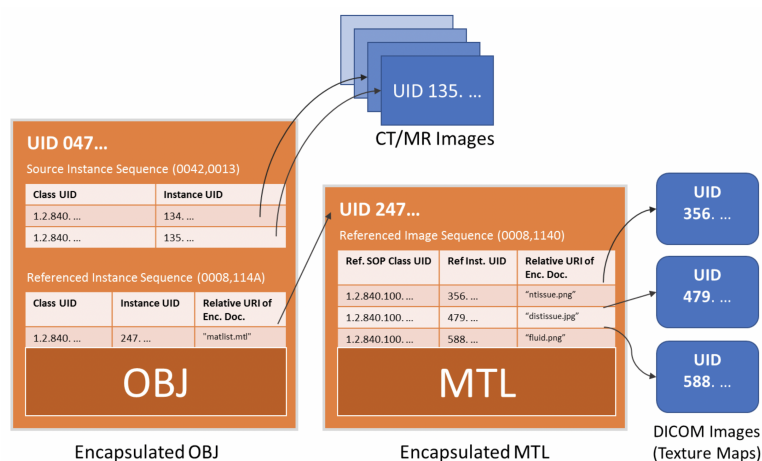 UID 135. ...
CT/MR Images
UID 047...
Source Instance Sequence (0042,0013)
Class UID Instance UID
1.2.840. ... 134. ...
1.2.840. ... 135. ...
Referenced Instance Sequence (0008,114A)
Class UID Instance UID Relative URI of
Enc. Doc.
1.2.840. ... 247. ... "matlist.mtl"
OBJ
Encapsulated OBJ
UID 247...
Referenced Image Sequence (0008,1140)
Ref. SOP Class UID Ref Inst. UID Relative URI of
Enc. Doc.
1.2.840.100. ... 356. ... "ntissue.png"
1.2.840.100. ... 479. ... "distissue.jpg"
1.2.840.100. ... 588. ... "fluid.png"
MTL
Encapsulated MTL
UID
356. ...
UID
479. ...
UID
588. ...
DICOM Images
(Texture Maps)